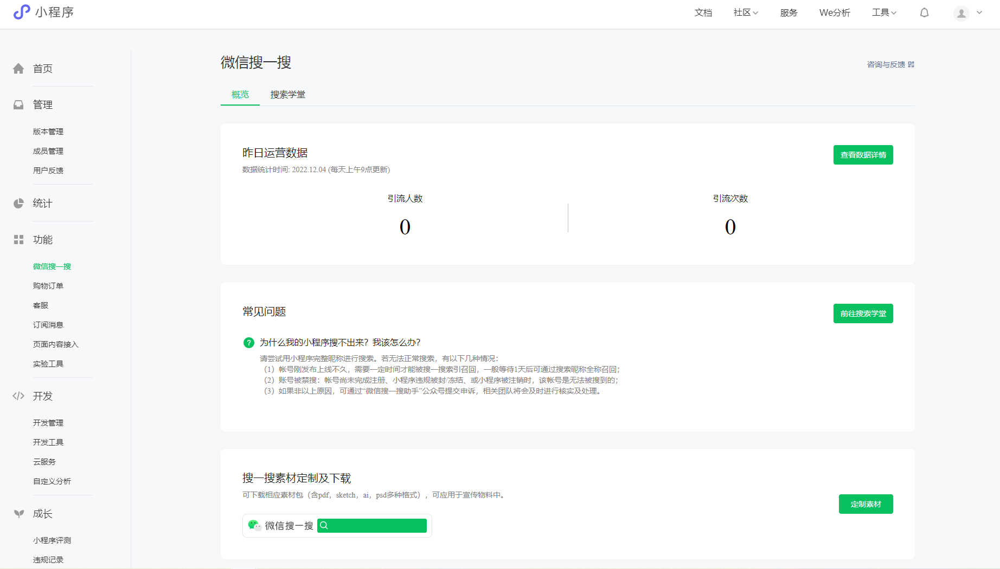 小程序
文档
社区
服务
We分析
工具
首页
管理
版本管理
成员管理
用户反馈
统计
功能
微信搜一搜
购物订单
客服
订阅消息
页面内容接入
实验工具
开发
开发管理
开发工具
云服务
自定义分析
成长
小程序评测
违规记录
微信搜一搜
咨询与反馈
概览
搜索学堂
昨日运营数据
查看数据详情
数据统计时间: 2022.12.04 (每天上午9点更新)
引流人数
0
引流次数
0
常见问题
前往搜索学堂
? 为什么我的小程序搜不出来？我该怎么办？
请尝试用小程序完整昵称进行搜索。若无法正常搜索，有以下几种情况：
（1）帐号刚发布上线不久，需要一定时间才能被搜一搜索引召回，一般等待1天后可通过搜索昵称全称召回；
（2）账号被禁搜：帐号尚未完成注册、小程序违规被封/冻结、或小程序被注销时，该帐号是无法被搜到的；
（3）如果非以上原因，可通过“微信搜一搜助手”公众号提交申诉，相关团队将会及时进行核实及处理。
搜一搜素材定制及下载
可下载相应素材包（含pdf，sketch，ai，psd多种格式），可应用于宣传物料中。
定制素材
微信搜一搜